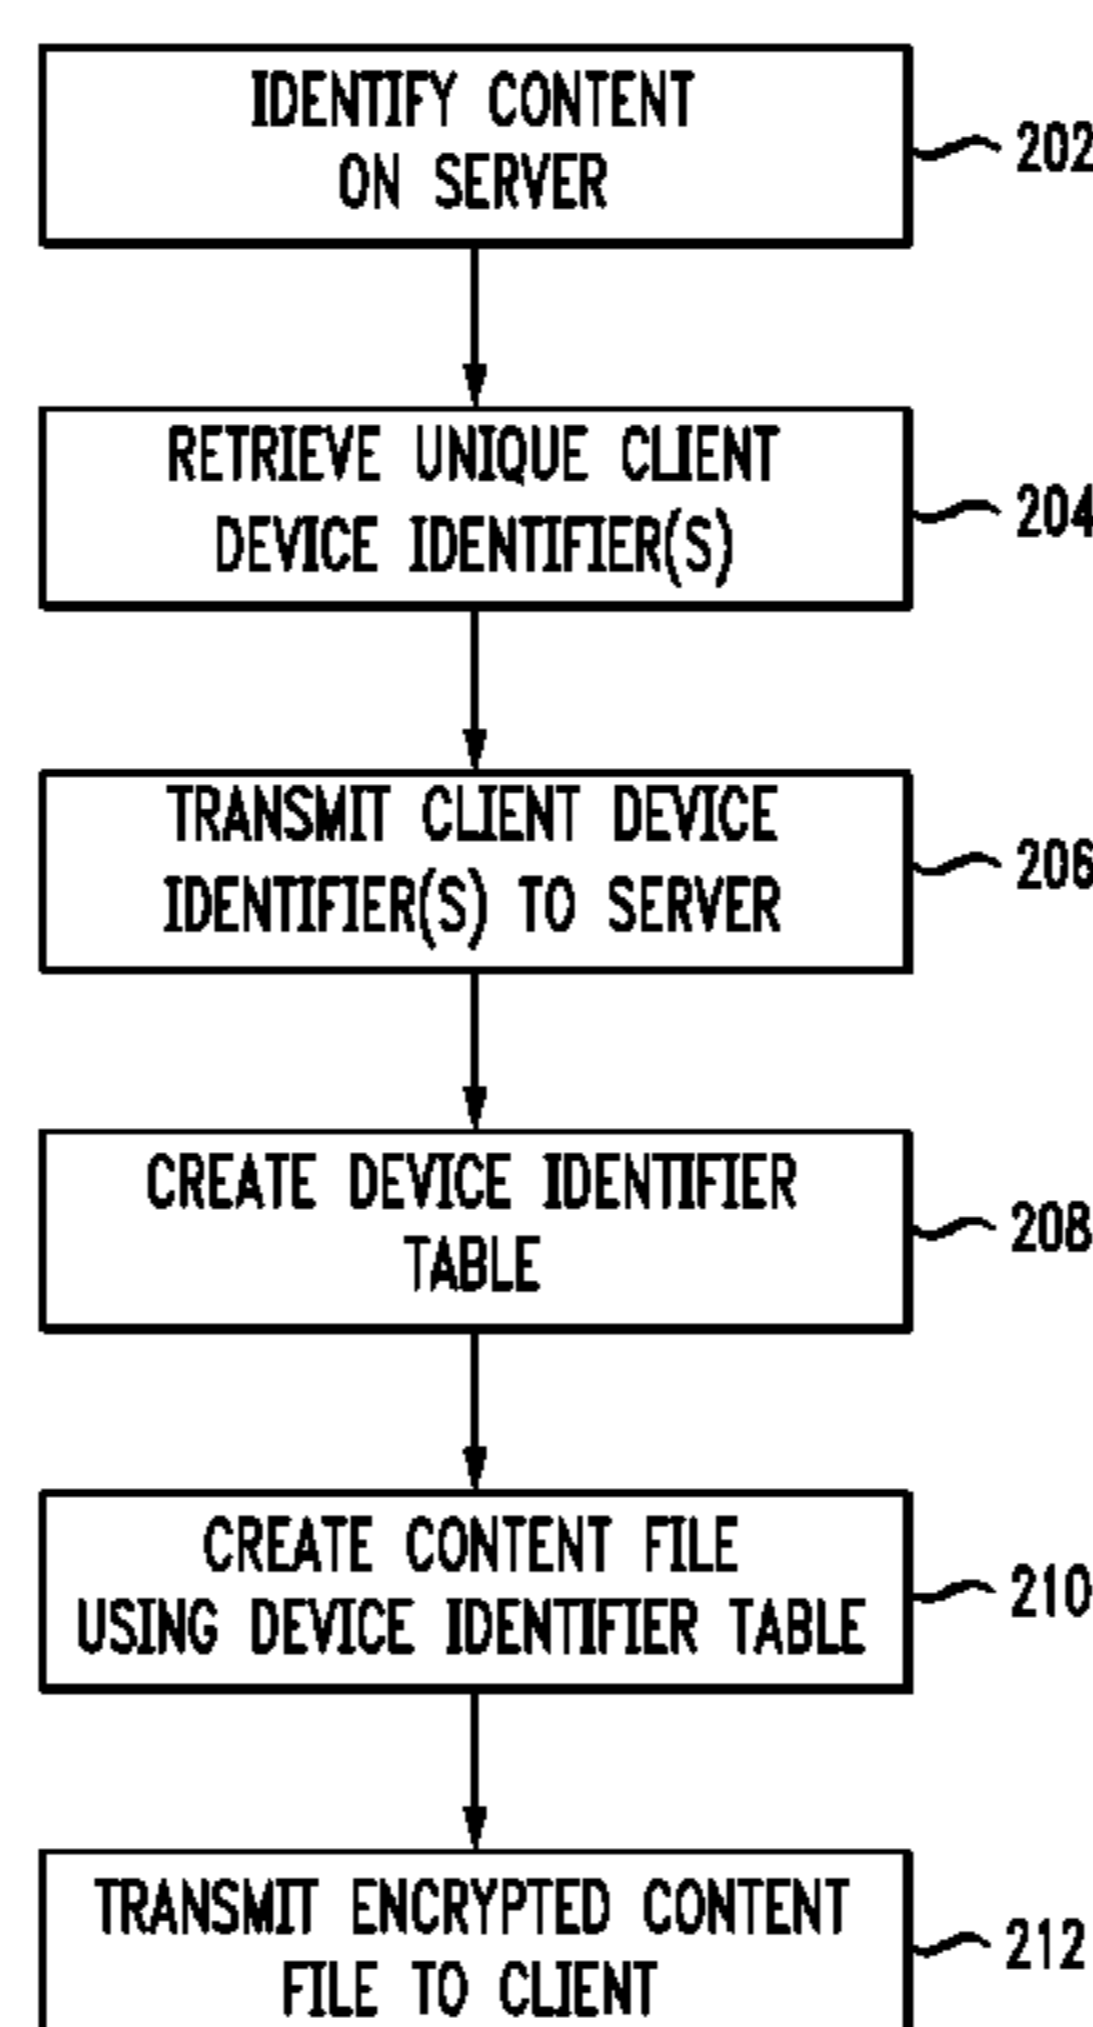 IDENTIFY CONTENT
ON SERVER
202
RETRIEVE UNIQUE CLIENT
DEVICE IDENTIFIER(S)
204
TRANSMIT CLIENT DEVICE
IDENTIFIER(S) TO SERVER
206
CREATE DEVICE IDENTIFIER
TABLE
208
CREATE CONTENT FILE
USING DEVICE IDENTIFIER TABLE
210
TRANSMIT ENCRYPTED CONTENT
FILE TO CLIENT
212